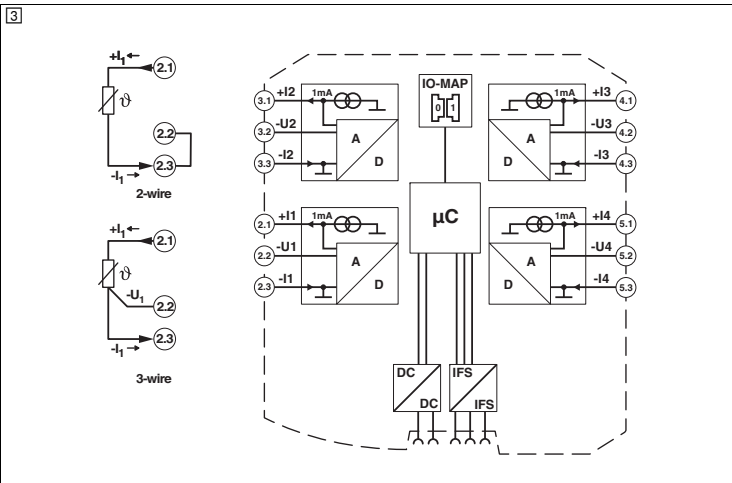 3
+I1
2.1
ϑ
2.2
2.3
-I1
2-wire
+I1
2.1
ϑ
-U1
2.2
2.3
-I1
3-wire
IO-MAP
0 1
3.1 +I2 1mA
3.2 -U2
3.3 -I2
A
D
1mA +I3 4.1
-U3 4.2
-I3 4.3
A
D
µC
2.1 +I1 1mA
2.2 -U1
2.3 -I1
A
D
1mA +I4 5.1
-U4 5.2
-I4 5.3
A
D
DC
DC
IFS
IFS